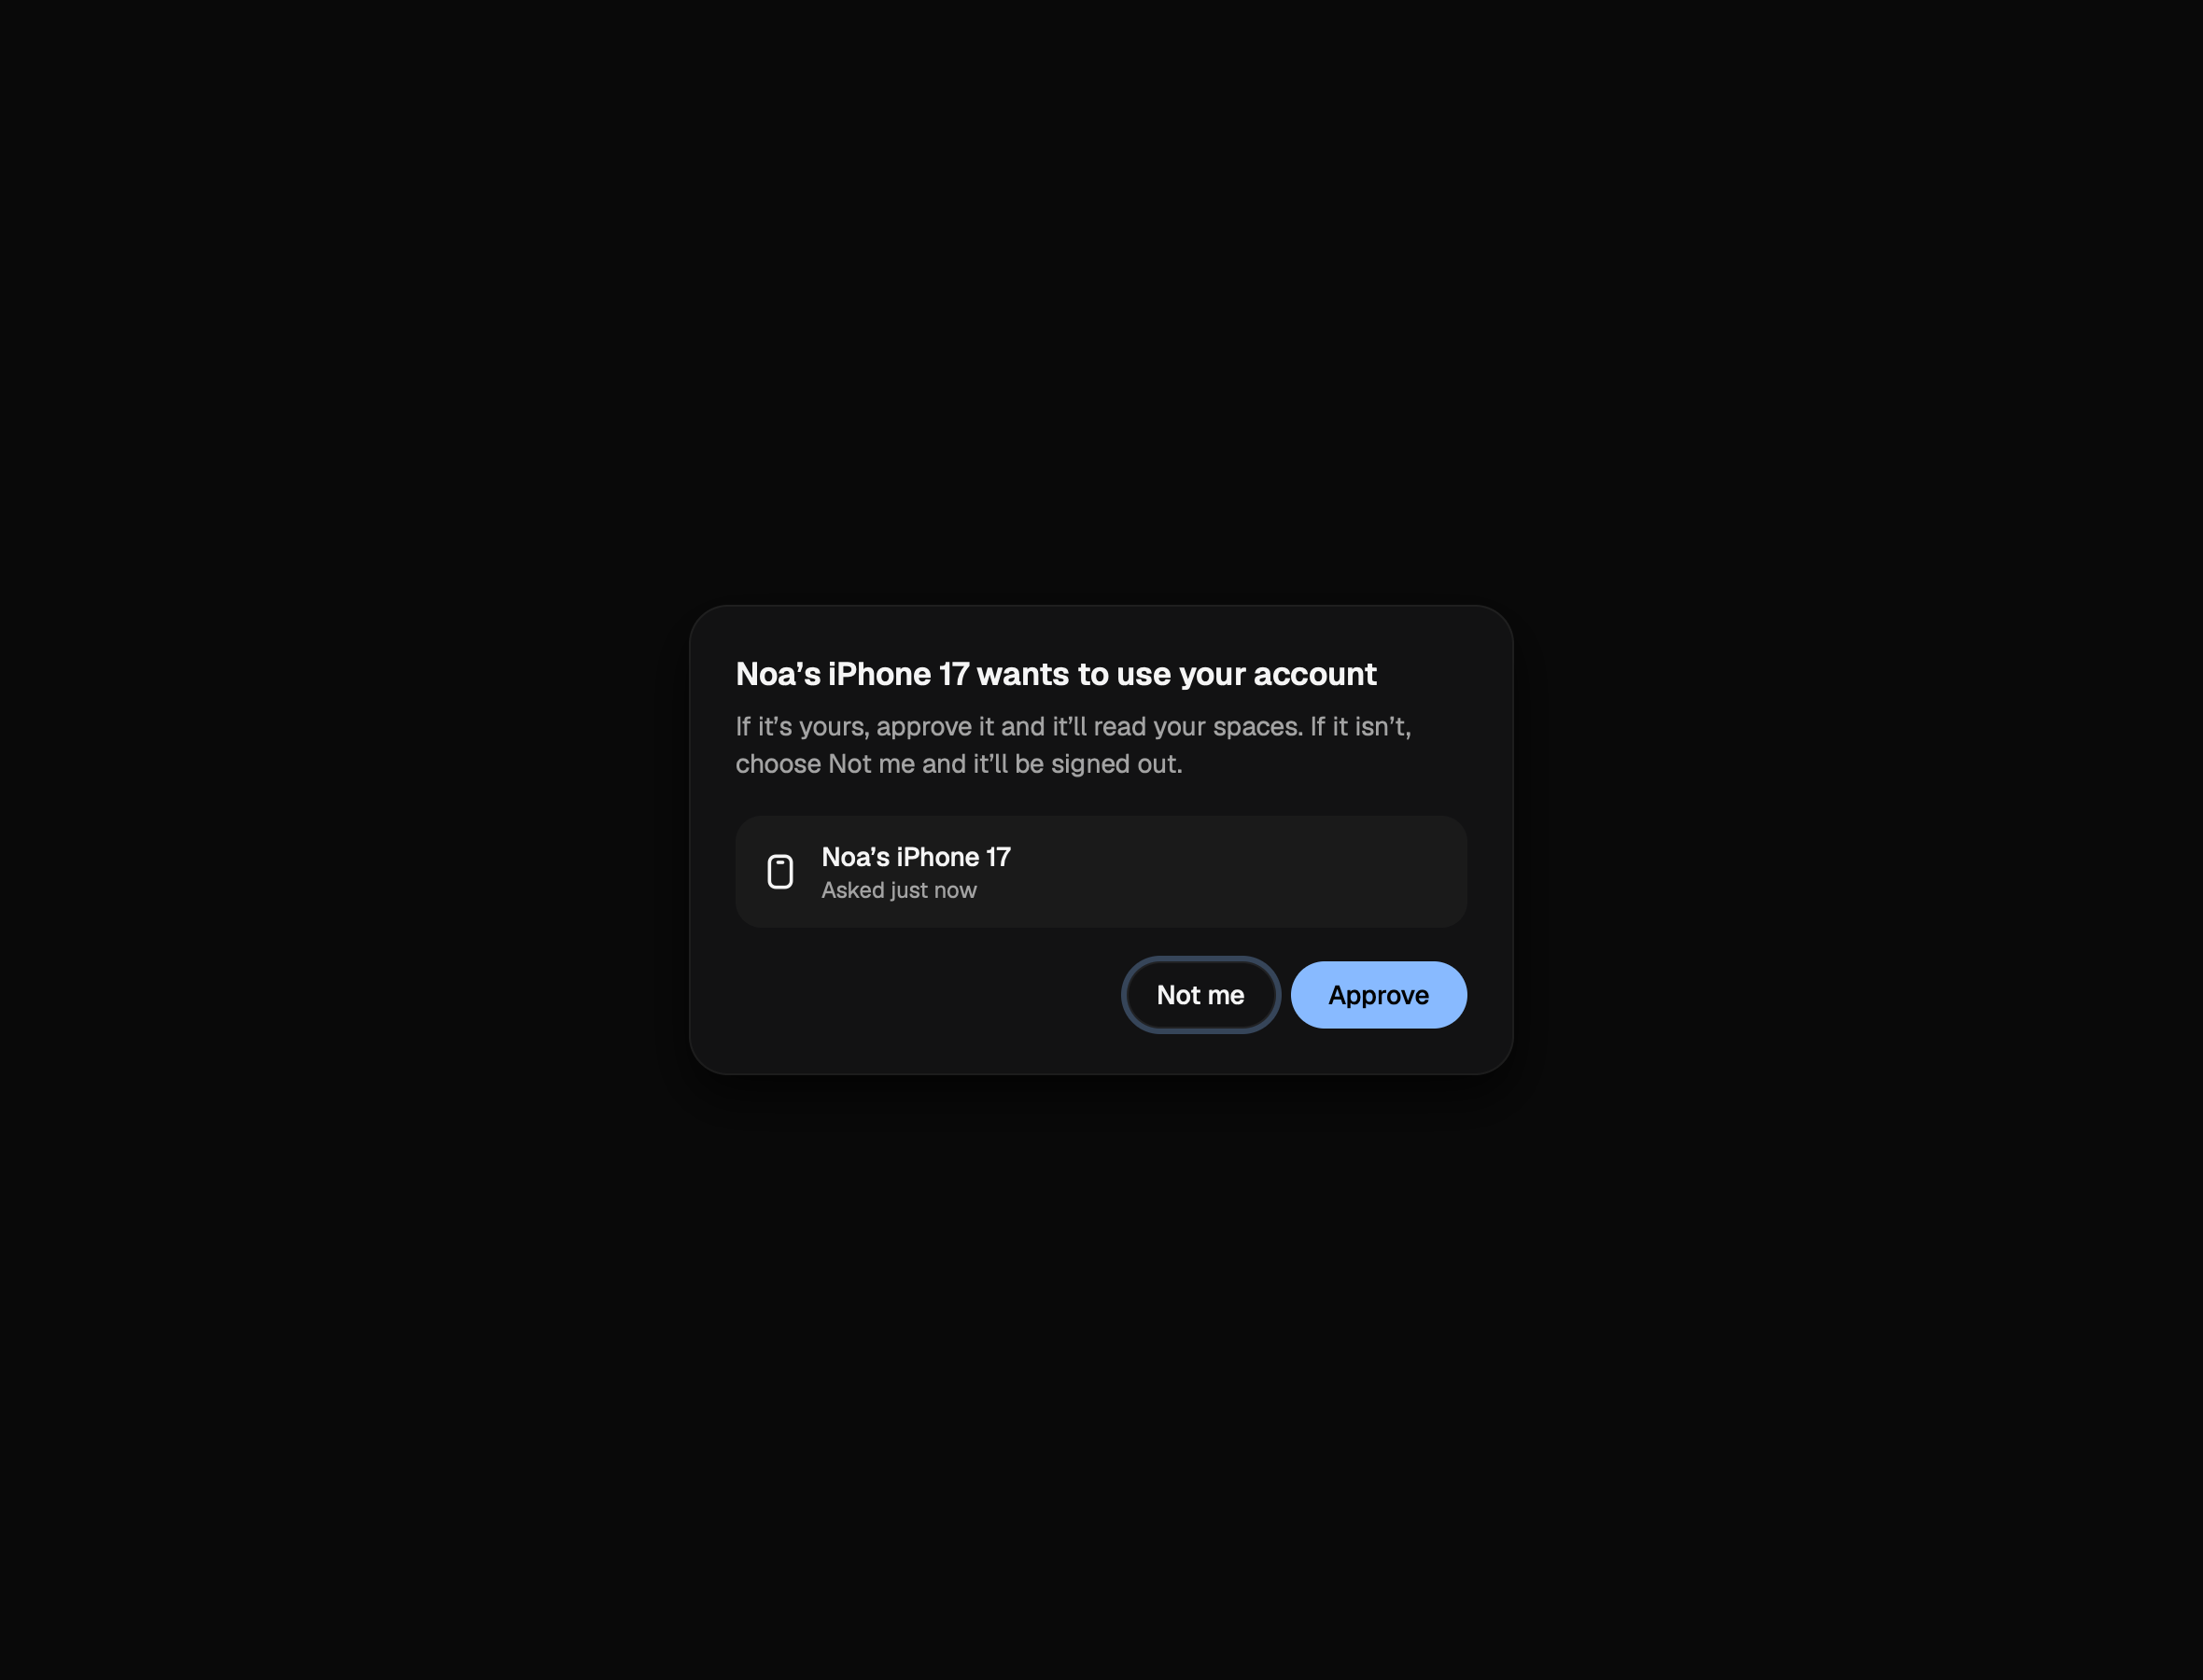 Noa’s iPhone 17 wants to use your account
If it’s yours, approve it and it’ll read your spaces. If it isn’t,
choose Not me and it’ll be signed out.
Noa’s iPhone 17
Asked just now
Not me
Approve